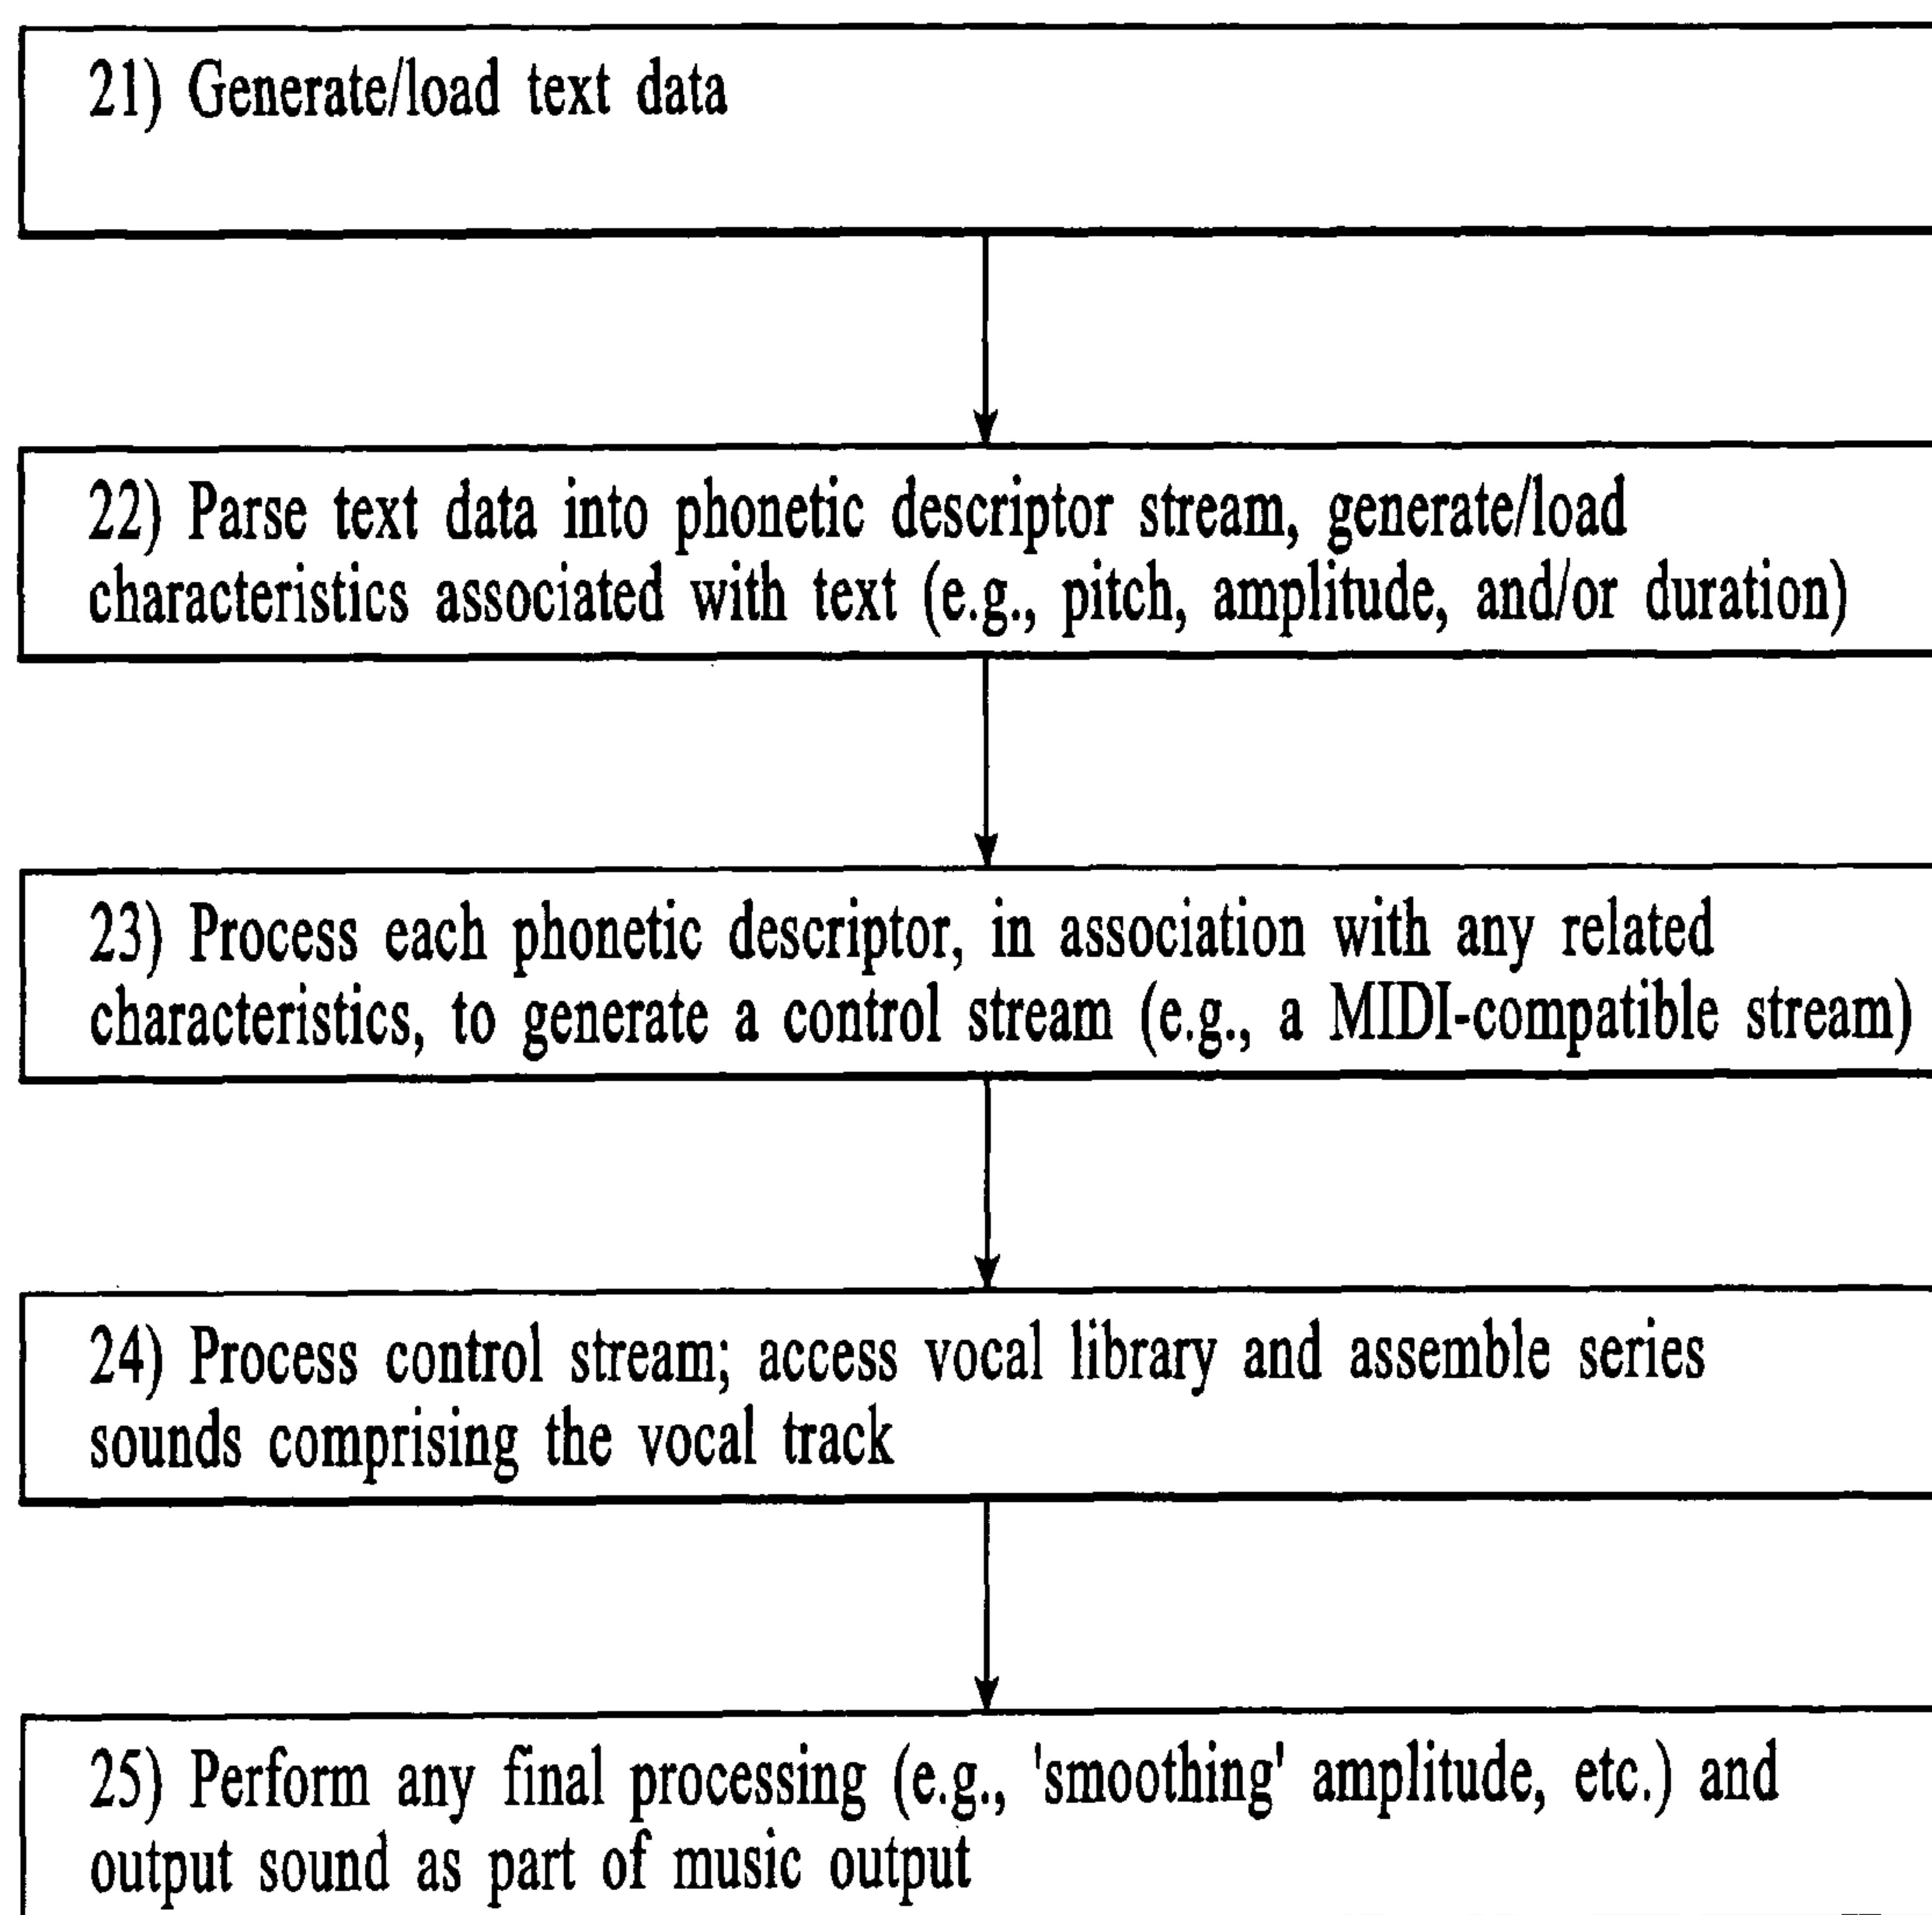 21) Generate/load text data
22) Parse text data into phonetic descriptor stream, generate/load
characteristics associated with text (e.g., pitch, amplitude, and/or duration)
23) Process each phonetic descriptor, in association with any related
characteristics, to generate a control stream (e.g., a MIDI-compatible stream)
24) Process control stream; access vocal library and assemble series
sounds comprising the vocal track
25) Perform any final processing (e.g., 'smoothing' amplitude, etc.) and
output sound as part of music output